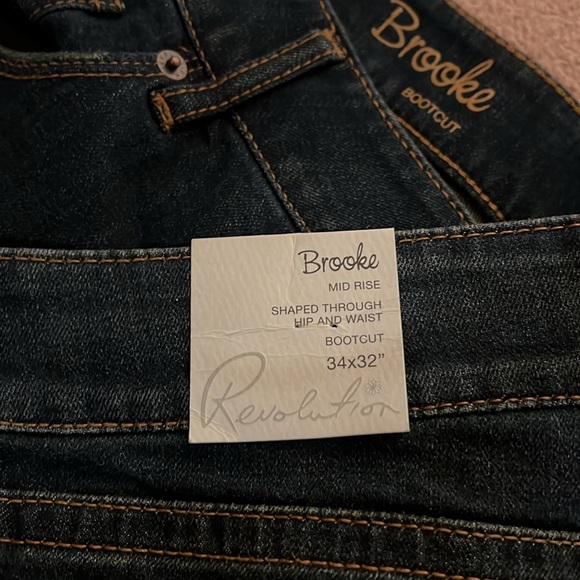 Brooke
BOOTCUT
Brooke
MID RISE
SHAPED THROUGH
HIP AND WAIST
BOOTCUT
34x32"
Revolution